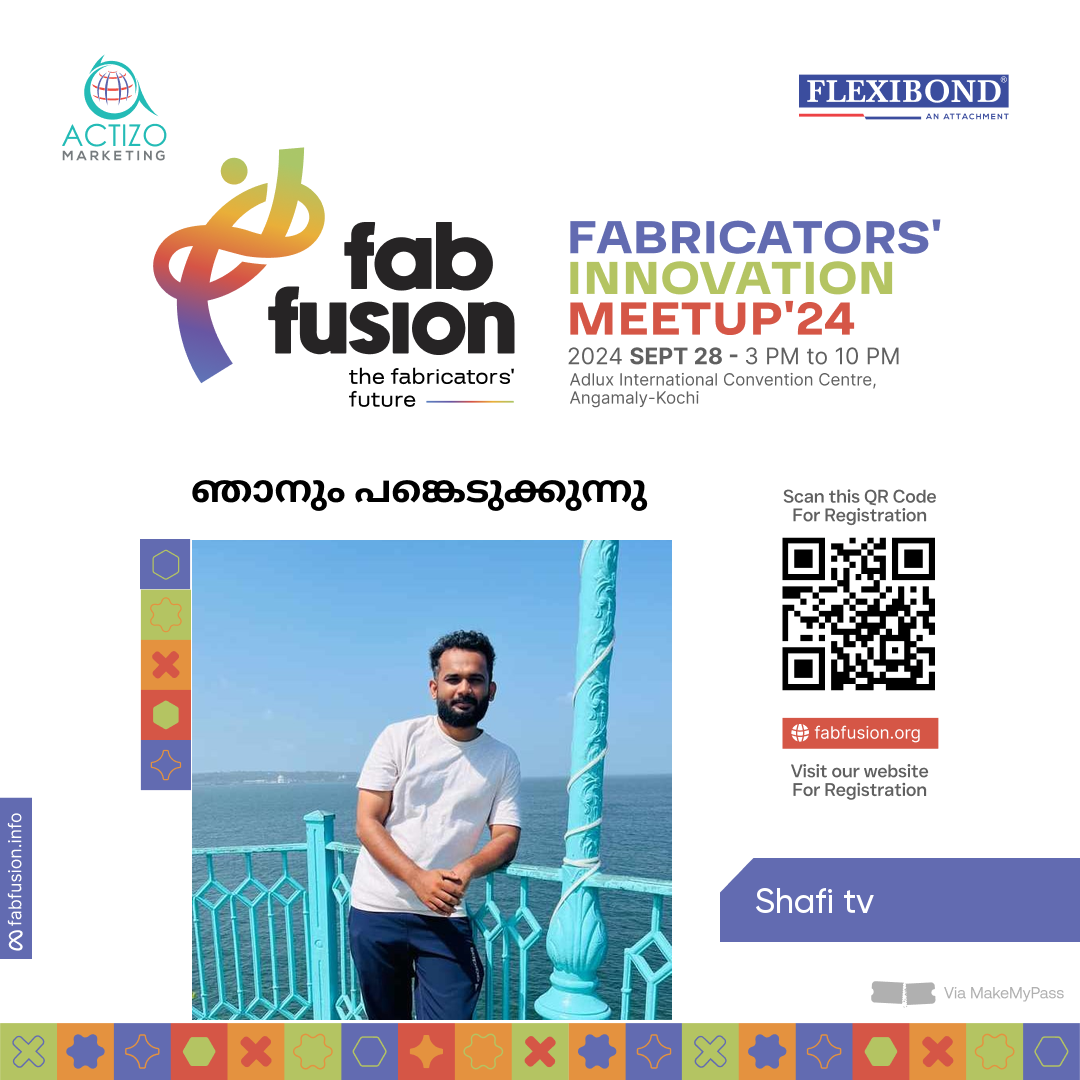 ACTIZO
MARKETING
FLEXIBOND®
AN ATTACHMENT
fab
fusion
the fabricators'
future
FABRICATORS'
INNOVATION
MEETUP'24
2024 SEPT 28 - 3 PM to 10 PM
Adlux International Convention Centre,
Angamaly-Kochi
ഞാനും പങ്കെടുക്കുന്നു
Scan this QR Code
For Registration
fabfusion.org
Visit our website
For Registration
fabfusion.info
Shafi tv
Via MakeMyPass